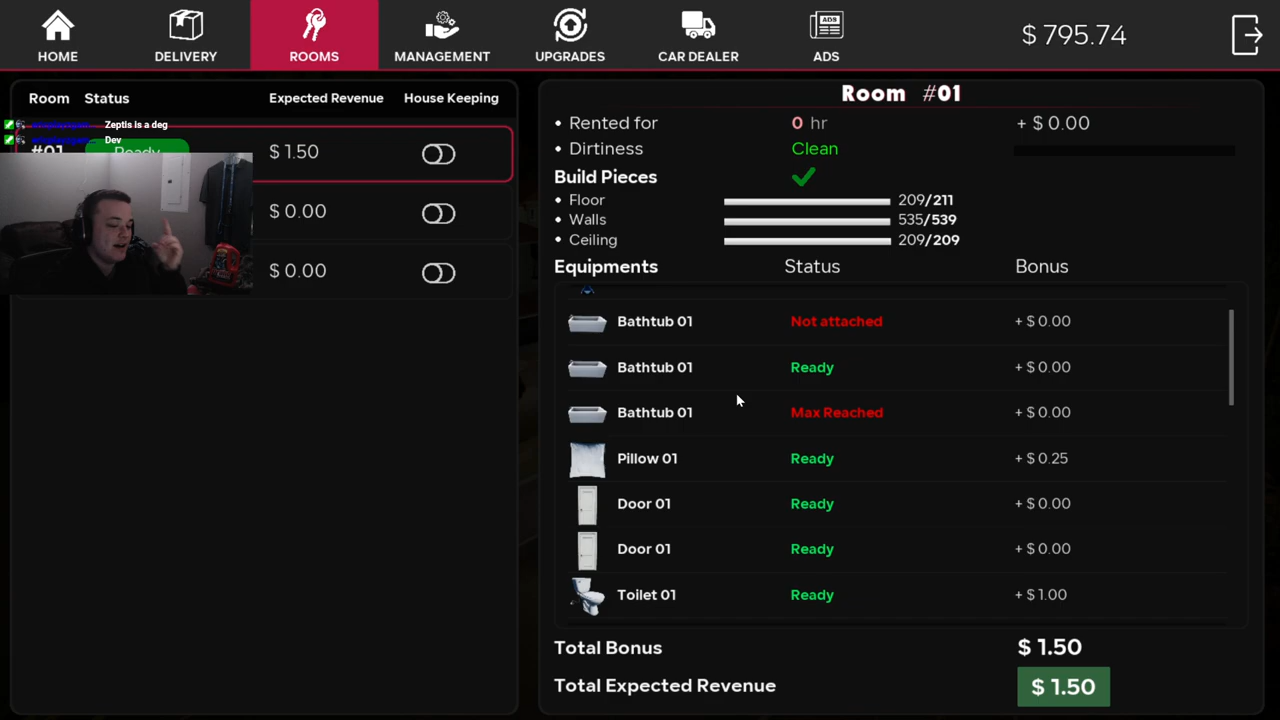 HOME DELIVERY ROOMS MANAGEMENT UPGRADES CAR DEALER ADS $ 795.74
ADS
Room Status Expected Revenue House Keeping
Zeptis is a deg
Dev
#01 Ready $ 1.50
$ 0.00
$ 0.00
Room #01
• Rented for 0 hr + $ 0.00
• Dirtiness Clean
Build Pieces
• Floor 209/211
• Walls 535/539
• Ceiling 209/209
Equipments Status Bonus
Bathtub 01 Not attached + $ 0.00
Bathtub 01 Ready + $ 0.00
Bathtub 01 Max Reached + $ 0.00
Pillow 01 Ready + $ 0.25
Door 01 Ready + $ 0.00
Door 01 Ready + $ 0.00
Toilet 01 Ready + $ 1.00
Total Bonus $ 1.50
Total Expected Revenue $ 1.50